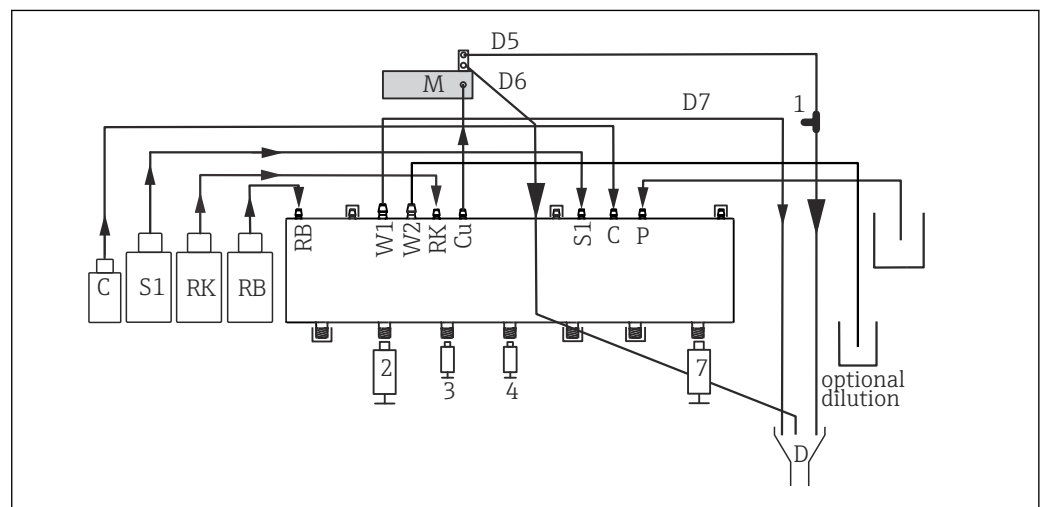 D5
M
D6
D7
1
C
S1
RK
RB
RB
W1
W2
RK
Cu
S1
C
P
2
3
4
7
optional
dilution
D